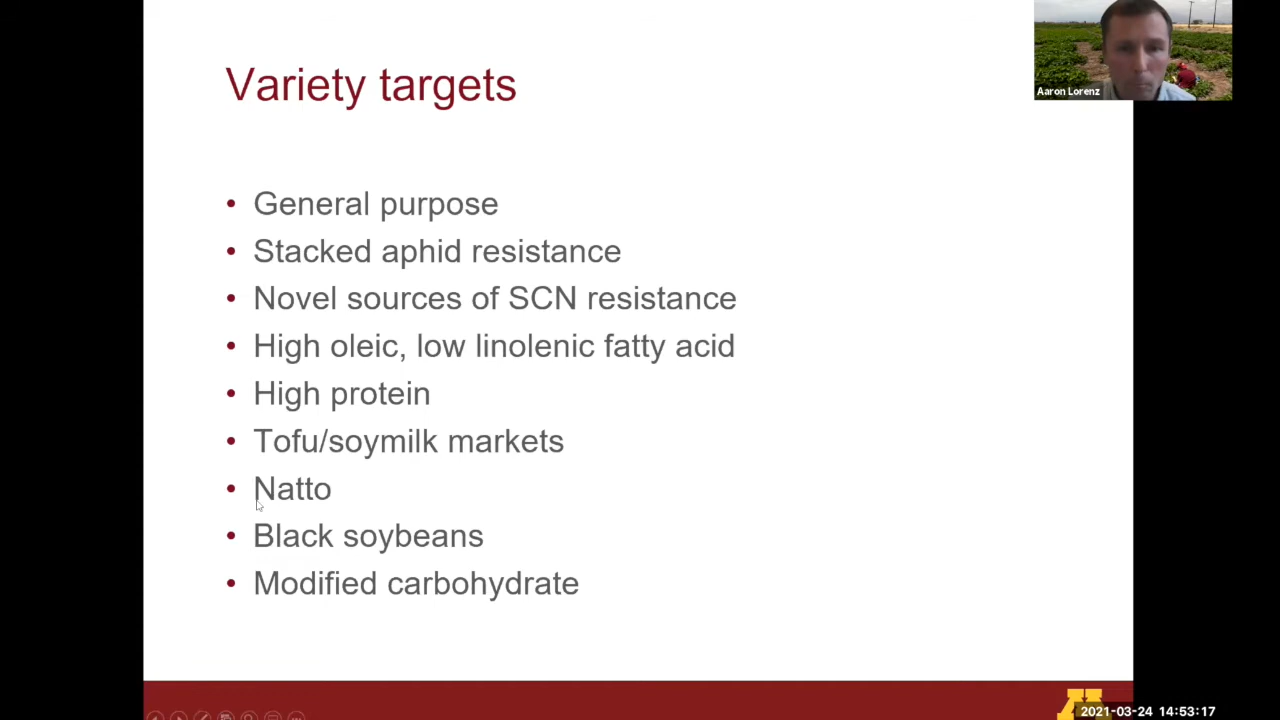 Variety targets
Aaron Lorenz
• General purpose
• Stacked aphid resistance
• Novel sources of SCN resistance
• High oleic, low linolenic fatty acid
• High protein
• Tofu/soymilk markets
• Natto
• Black soybeans
• Modified carbohydrate
2021-03-24 14:53:17